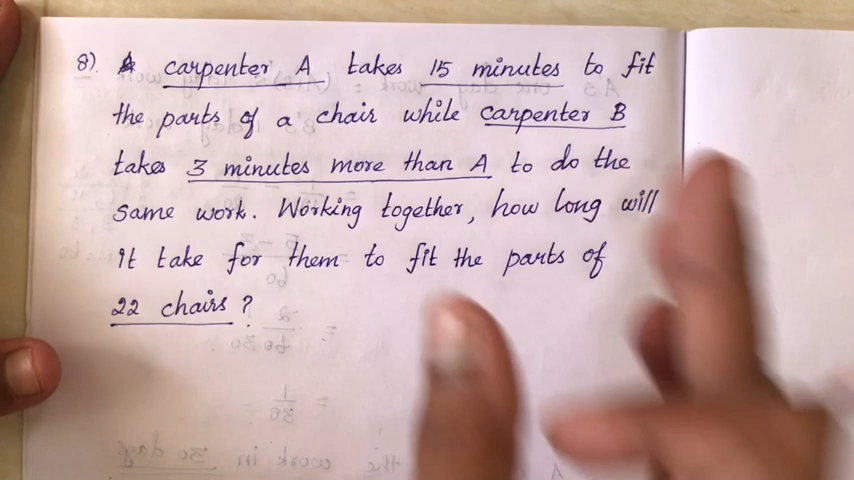 8). A carpenter A takes 15 minutes to fit
the parts of a chair while carpenter B
takes 3 minutes more than A to do the
same work. Working together, how long will
it take for them to fit the parts of
22 chairs?